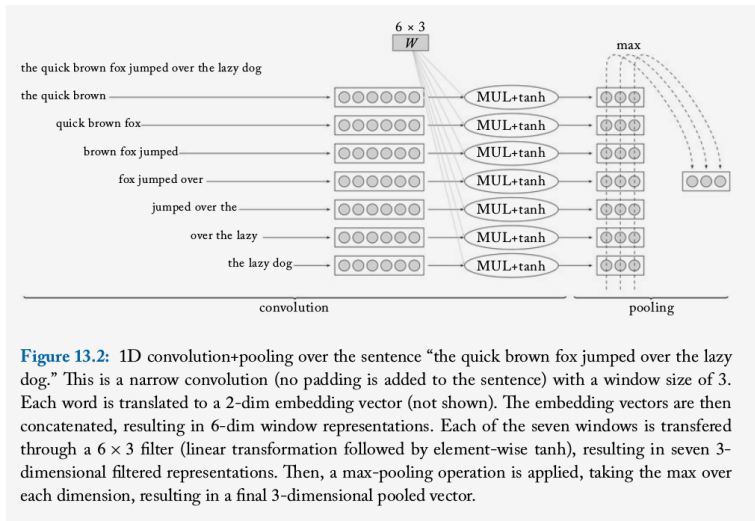 6 × 3
W
max
the quick brown fox jumped over the lazy dog
the quick brown
MUL+tanh
quick brown fox
MUL+tanh
brown fox jumped
MUL+tanh
fox jumped over
MUL+tanh
jumped over the
MUL+tanh
over the lazy
MUL+tanh
the lazy dog
MUL+tanh
convolution
pooling
Figure 13.2: 1D convolution+pooling over the sentence “the quick brown fox jumped over the lazy
dog.” This is a narrow convolution (no padding is added to the sentence) with a window size of 3.
Each word is translated to a 2-dim embedding vector (not shown). The embedding vectors are then
concatenated, resulting in 6-dim window representations. Each of the seven windows is transfered
through a 6 × 3 filter (linear transformation followed by element-wise tanh), resulting in seven 3-
dimensional filtered representations. Then, a max-pooling operation is applied, taking the max over
each dimension, resulting in a final 3-dimensional pooled vector.